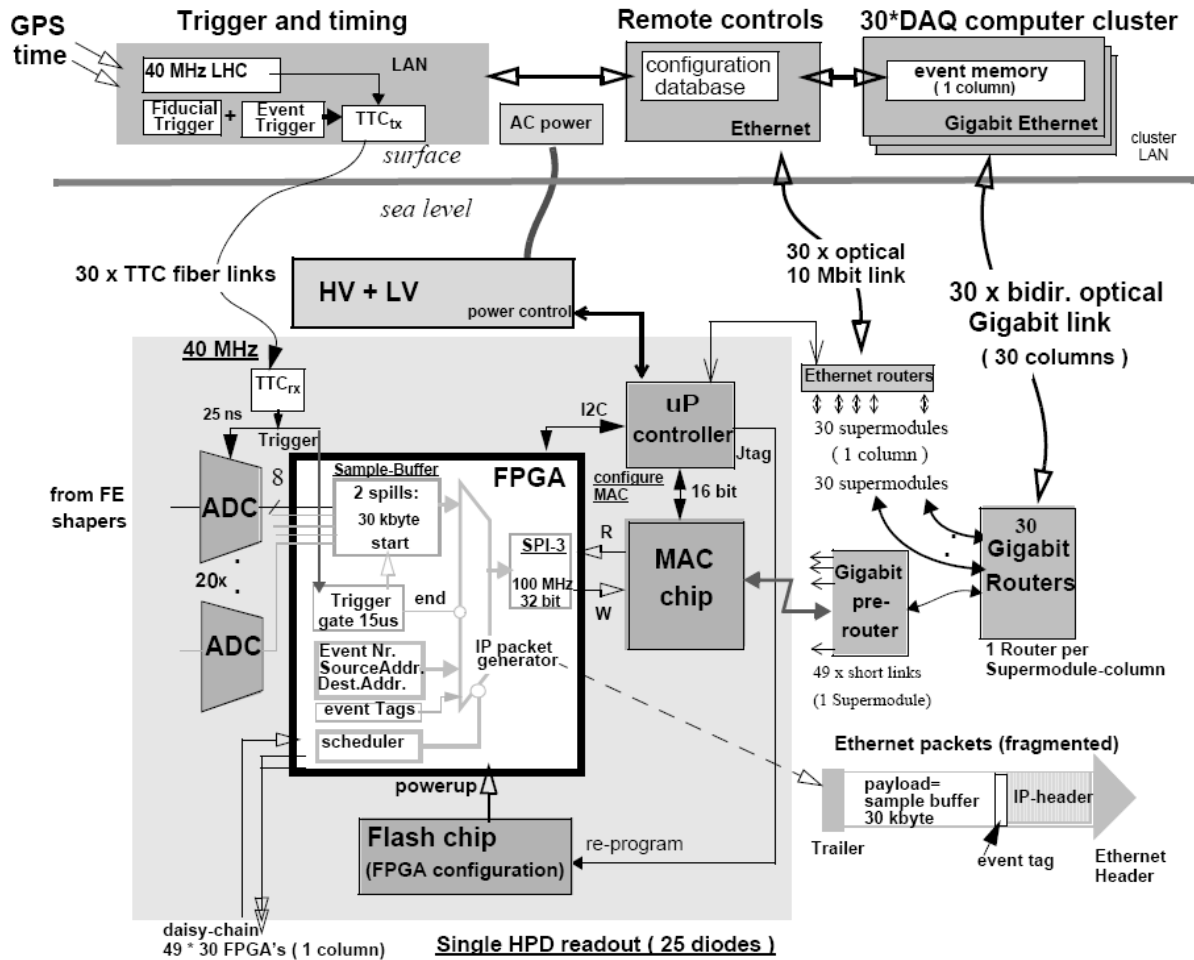 GPS
time
Trigger and timing
40 MHz LHC
LAN
Fiducial
Trigger
+
Event
Trigger
TTCtx
surface
AC power
Remote controls
configuration
database
Ethernet
30*DAQ computer cluster
event memory
( 1 column)
Gigabit Ethernet
cluster
LAN
sea level
30 x TTC fiber links
HV + LV
power control
30 x optical
10 Mbit link
30 x bidir. optical
Gigabit link
( 30 columns )
40 MHz
TTCrx
25 ns
Trigger
from FE
shapers
ADC
8
20x
ADC
Sample-Buffer
FPGA
2 spills:
30 kbyte
start
Trigger
gate 15us
end
Event Nr.
SourceAddr.
Dest.Addr.
event Tags
scheduler
SPI-3
100 MHz
32 bit
IP packet
generator
I2C
uP
controller
Jtag
configure
MAC
16 bit
R
W
MAC
chip
Ethernet routers
30 supermodules
( 1 column )
30 supermodules
Gigabit
pre-
router
49 x short links
(1 Supermodule)
30
Gigabit
Routers
1 Router per
Supermodule-column
powerup
Flash chip
(FPGA configuration)
re-program
Ethernet packets (fragmented)
payload=
sample buffer
30 kbyte
IP-header
Trailer
event tag
Ethernet
Header
daisy-chain
49 * 30 FPGA's ( 1 column)
Single HPD readout ( 25 diodes )